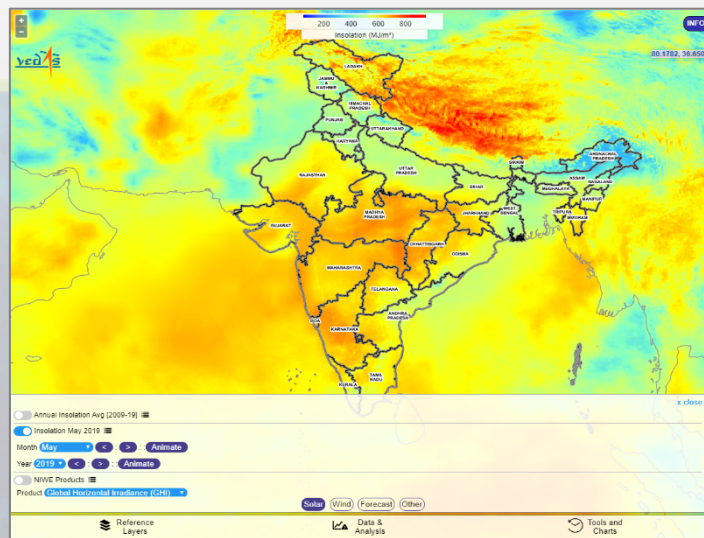 +
-
200 400 600 800
Insolation (MJ/m²)
INFO
80.1782, 36.650
VEDAS
LADAKH
JAMMU
&
KASHMIR
HIMACHAL
PRADESH
PUNJAB
UTTARAKHAND
HARYANA
ARUNACHAL
PRADESH
SIKKIM
RAJASTHAN
UTTAR
PRADESH
ASSAM
NAGALAND
BIHAR
MEGHALAYA
MANIPUR
GUJARAT
MADHYA
PRADESH
JHARKHAND
WEST
BENGAL
TRIPURA
MIZORAM
CHHATTISGARH
ODISHA
MAHARASHTRA
TELANGANA
GOA
KARNATAKA
ANDHRA
PRADESH
TAMIL
NADU
KERALA
x close
Annual Insolation Avg [2009-19]
Insolation May 2019
Month May < : > : Animate
Year 2019 < : > : Animate
NIWE Products
Product Global Horizontal Irradiance (GHI)
Solar Wind Forecast Other
Reference
Layers
Data &
Analysis
Tools and
Charts